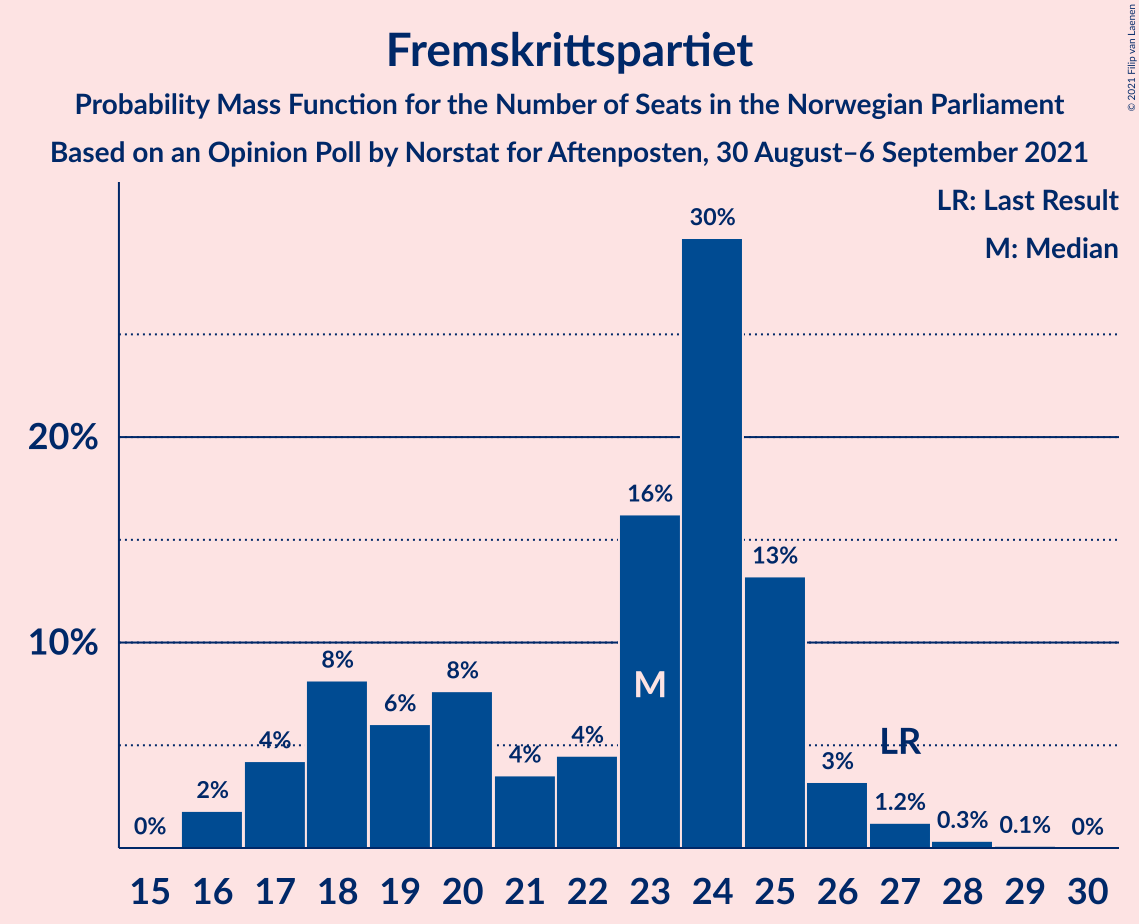 Fremskrittspartiet
Probability Mass Function for the Number of Seats in the Norwegian Parliament
Based on an Opinion Poll by Norstat for Aftenposten, 30 August–6 September 2021
© 2021 Filip van Laenen
LR: Last Result
M: Median
30%
20%
16%
13%
10%
8%
8%
6%
4%
4%
4%
3%
2%
1.2%
0.3%
0.1%
0%
0%
M
LR
15 16 17 18 19 20 21 22 23 24 25 26 27 28 29 30